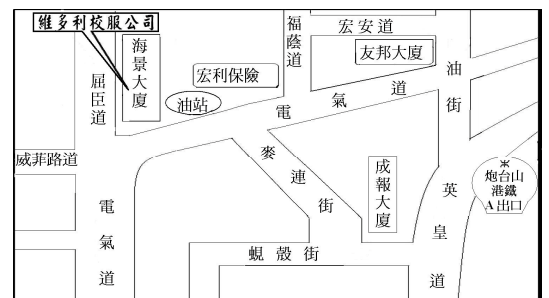 維多利校服公司
海景大廈
屈臣道
宏利保險
油站
福蔭道
宏安道
友邦大廈
油街
電氣道
威菲路道
麥連街
成報大廈
英皇道
炮台山
港鐵
A出口
電氣道
蜆殼街